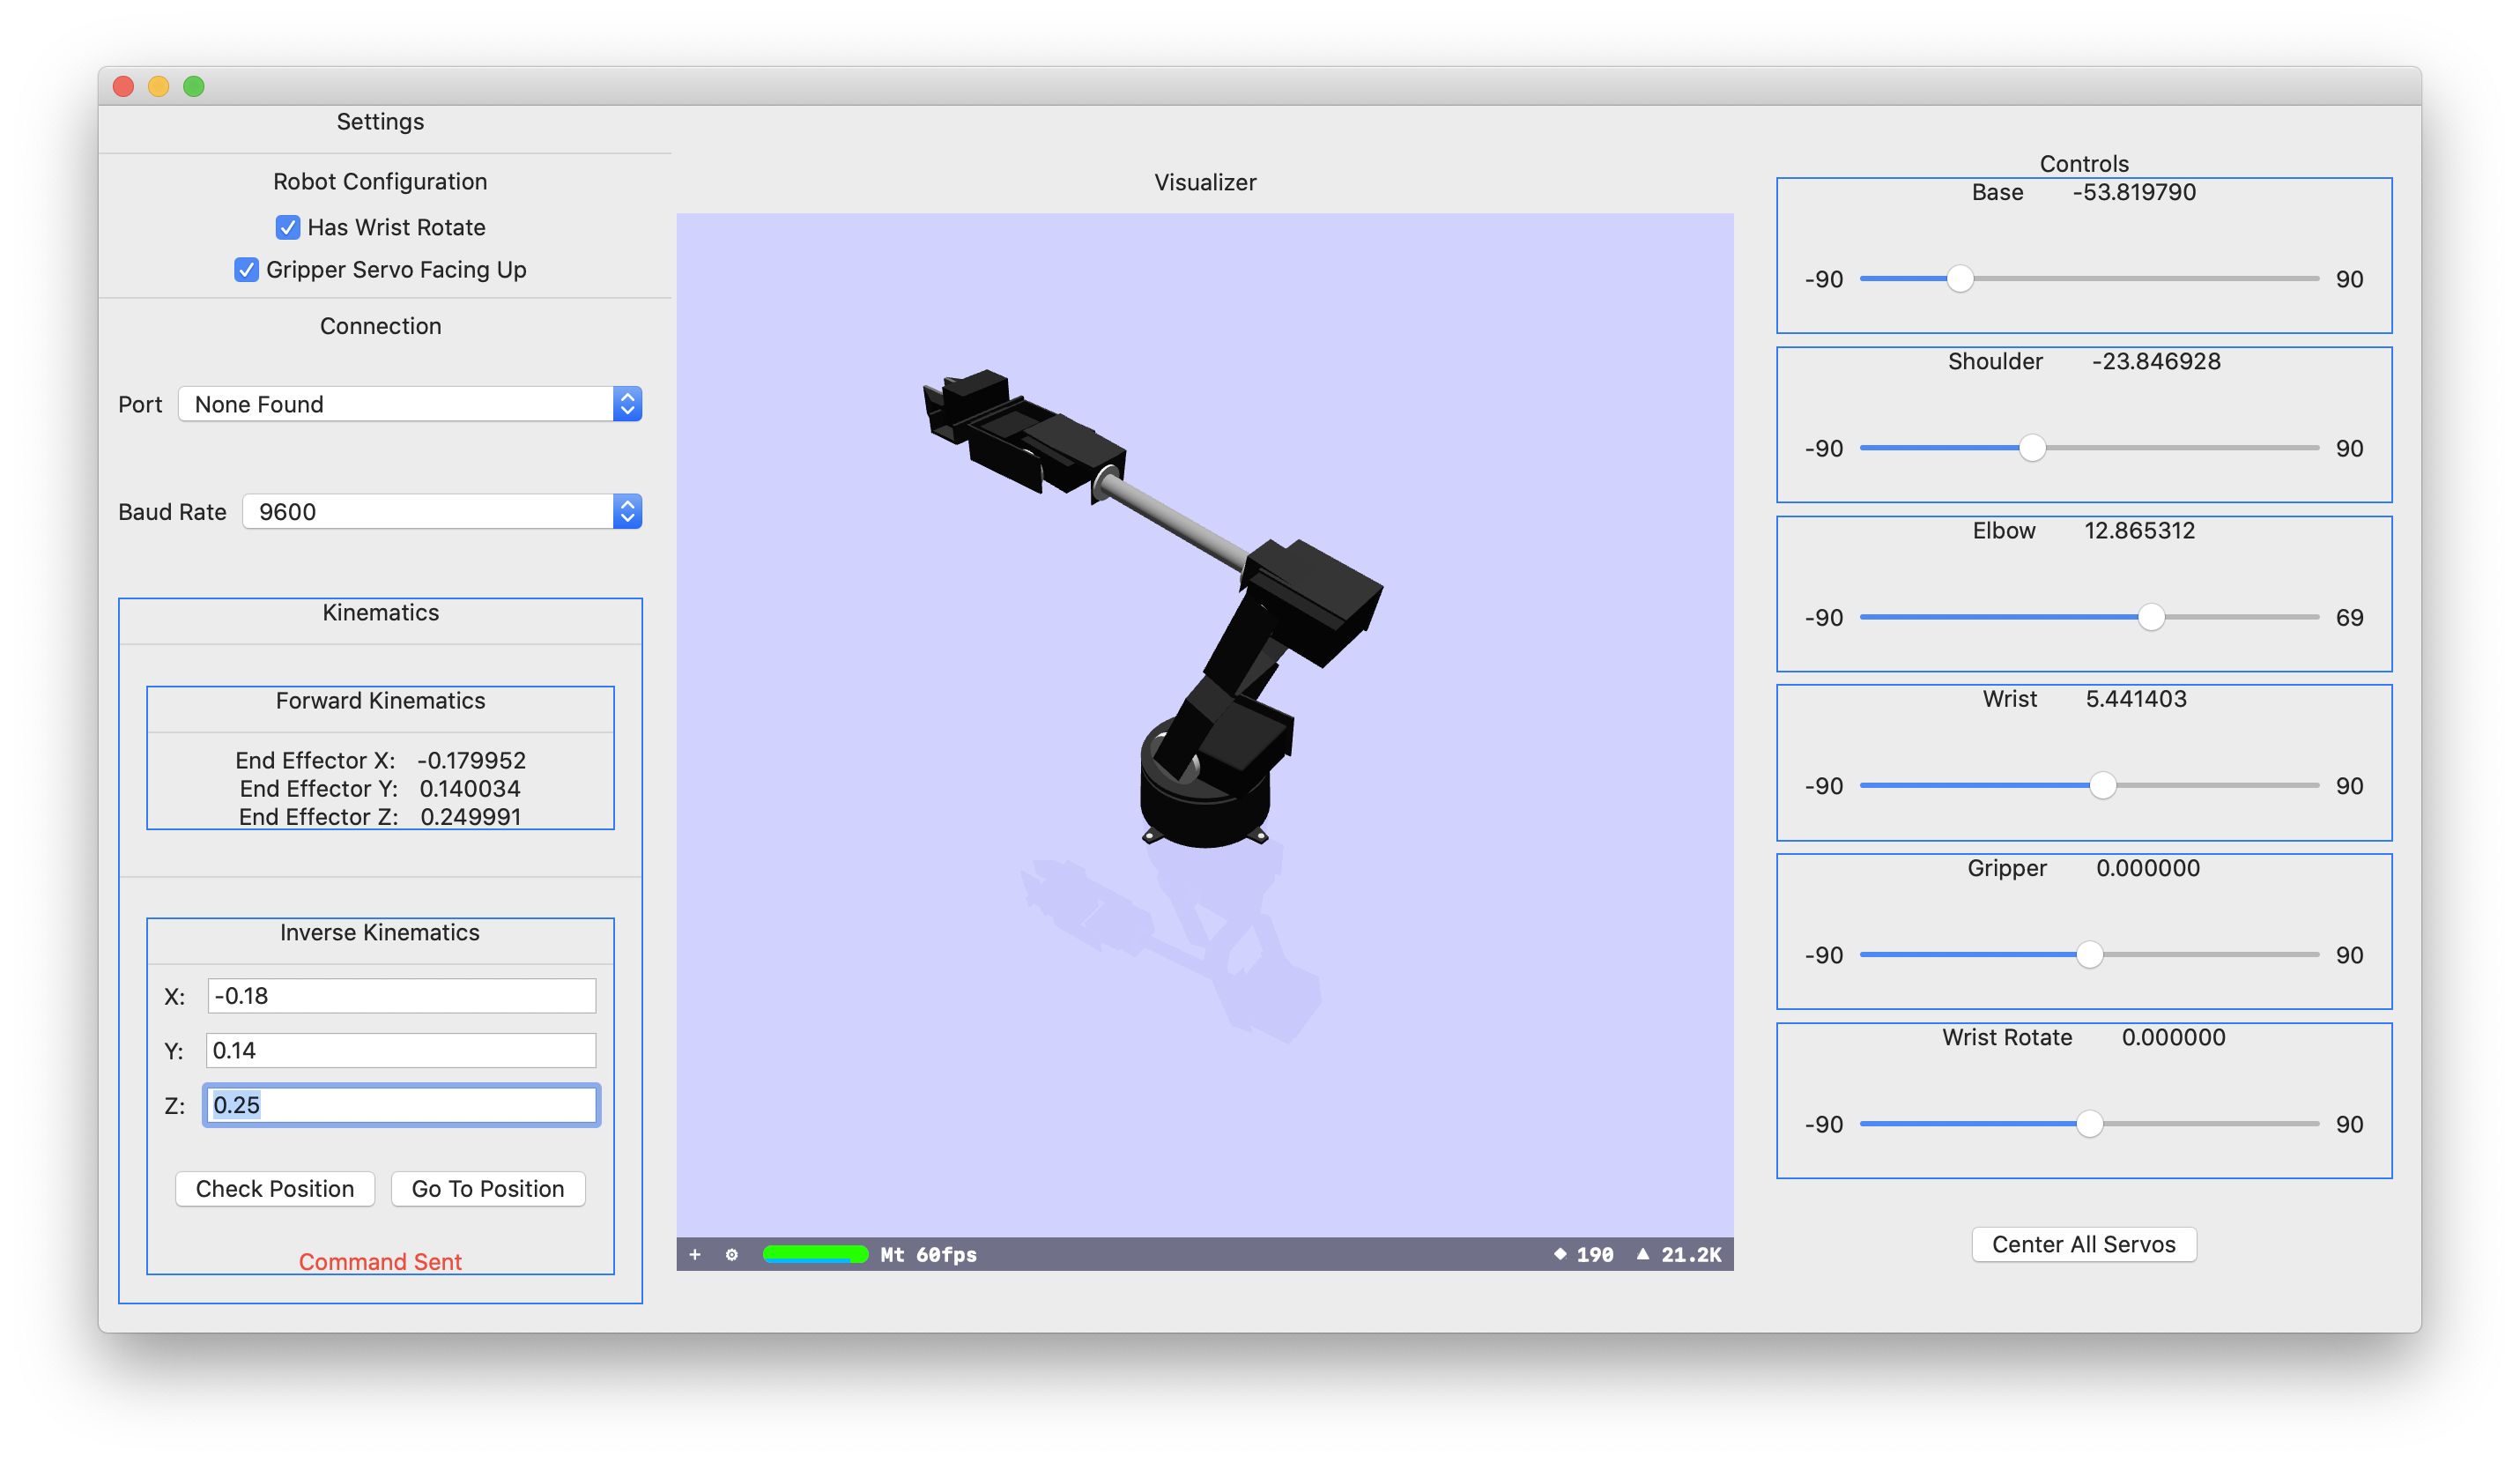 Settings
Robot Configuration
Has Wrist Rotate
Gripper Servo Facing Up
Connection
Port None Found
Baud Rate 9600
Kinematics
Forward Kinematics
End Effector X: -0.179952
End Effector Y: 0.140034
End Effector Z: 0.249991
Inverse Kinematics
X: -0.18
Y: 0.14
Z: 0.25
Check Position Go To Position
Command Sent
Visualizer
+ Mt 60fps 190 21.2K
Controls
Base -53.819790
-90 90
Shoulder -23.846928
-90 90
Elbow 12.865312
-90 69
Wrist 5.441403
-90 90
Gripper 0.000000
-90 90
Wrist Rotate 0.000000
-90 90
Center All Servos